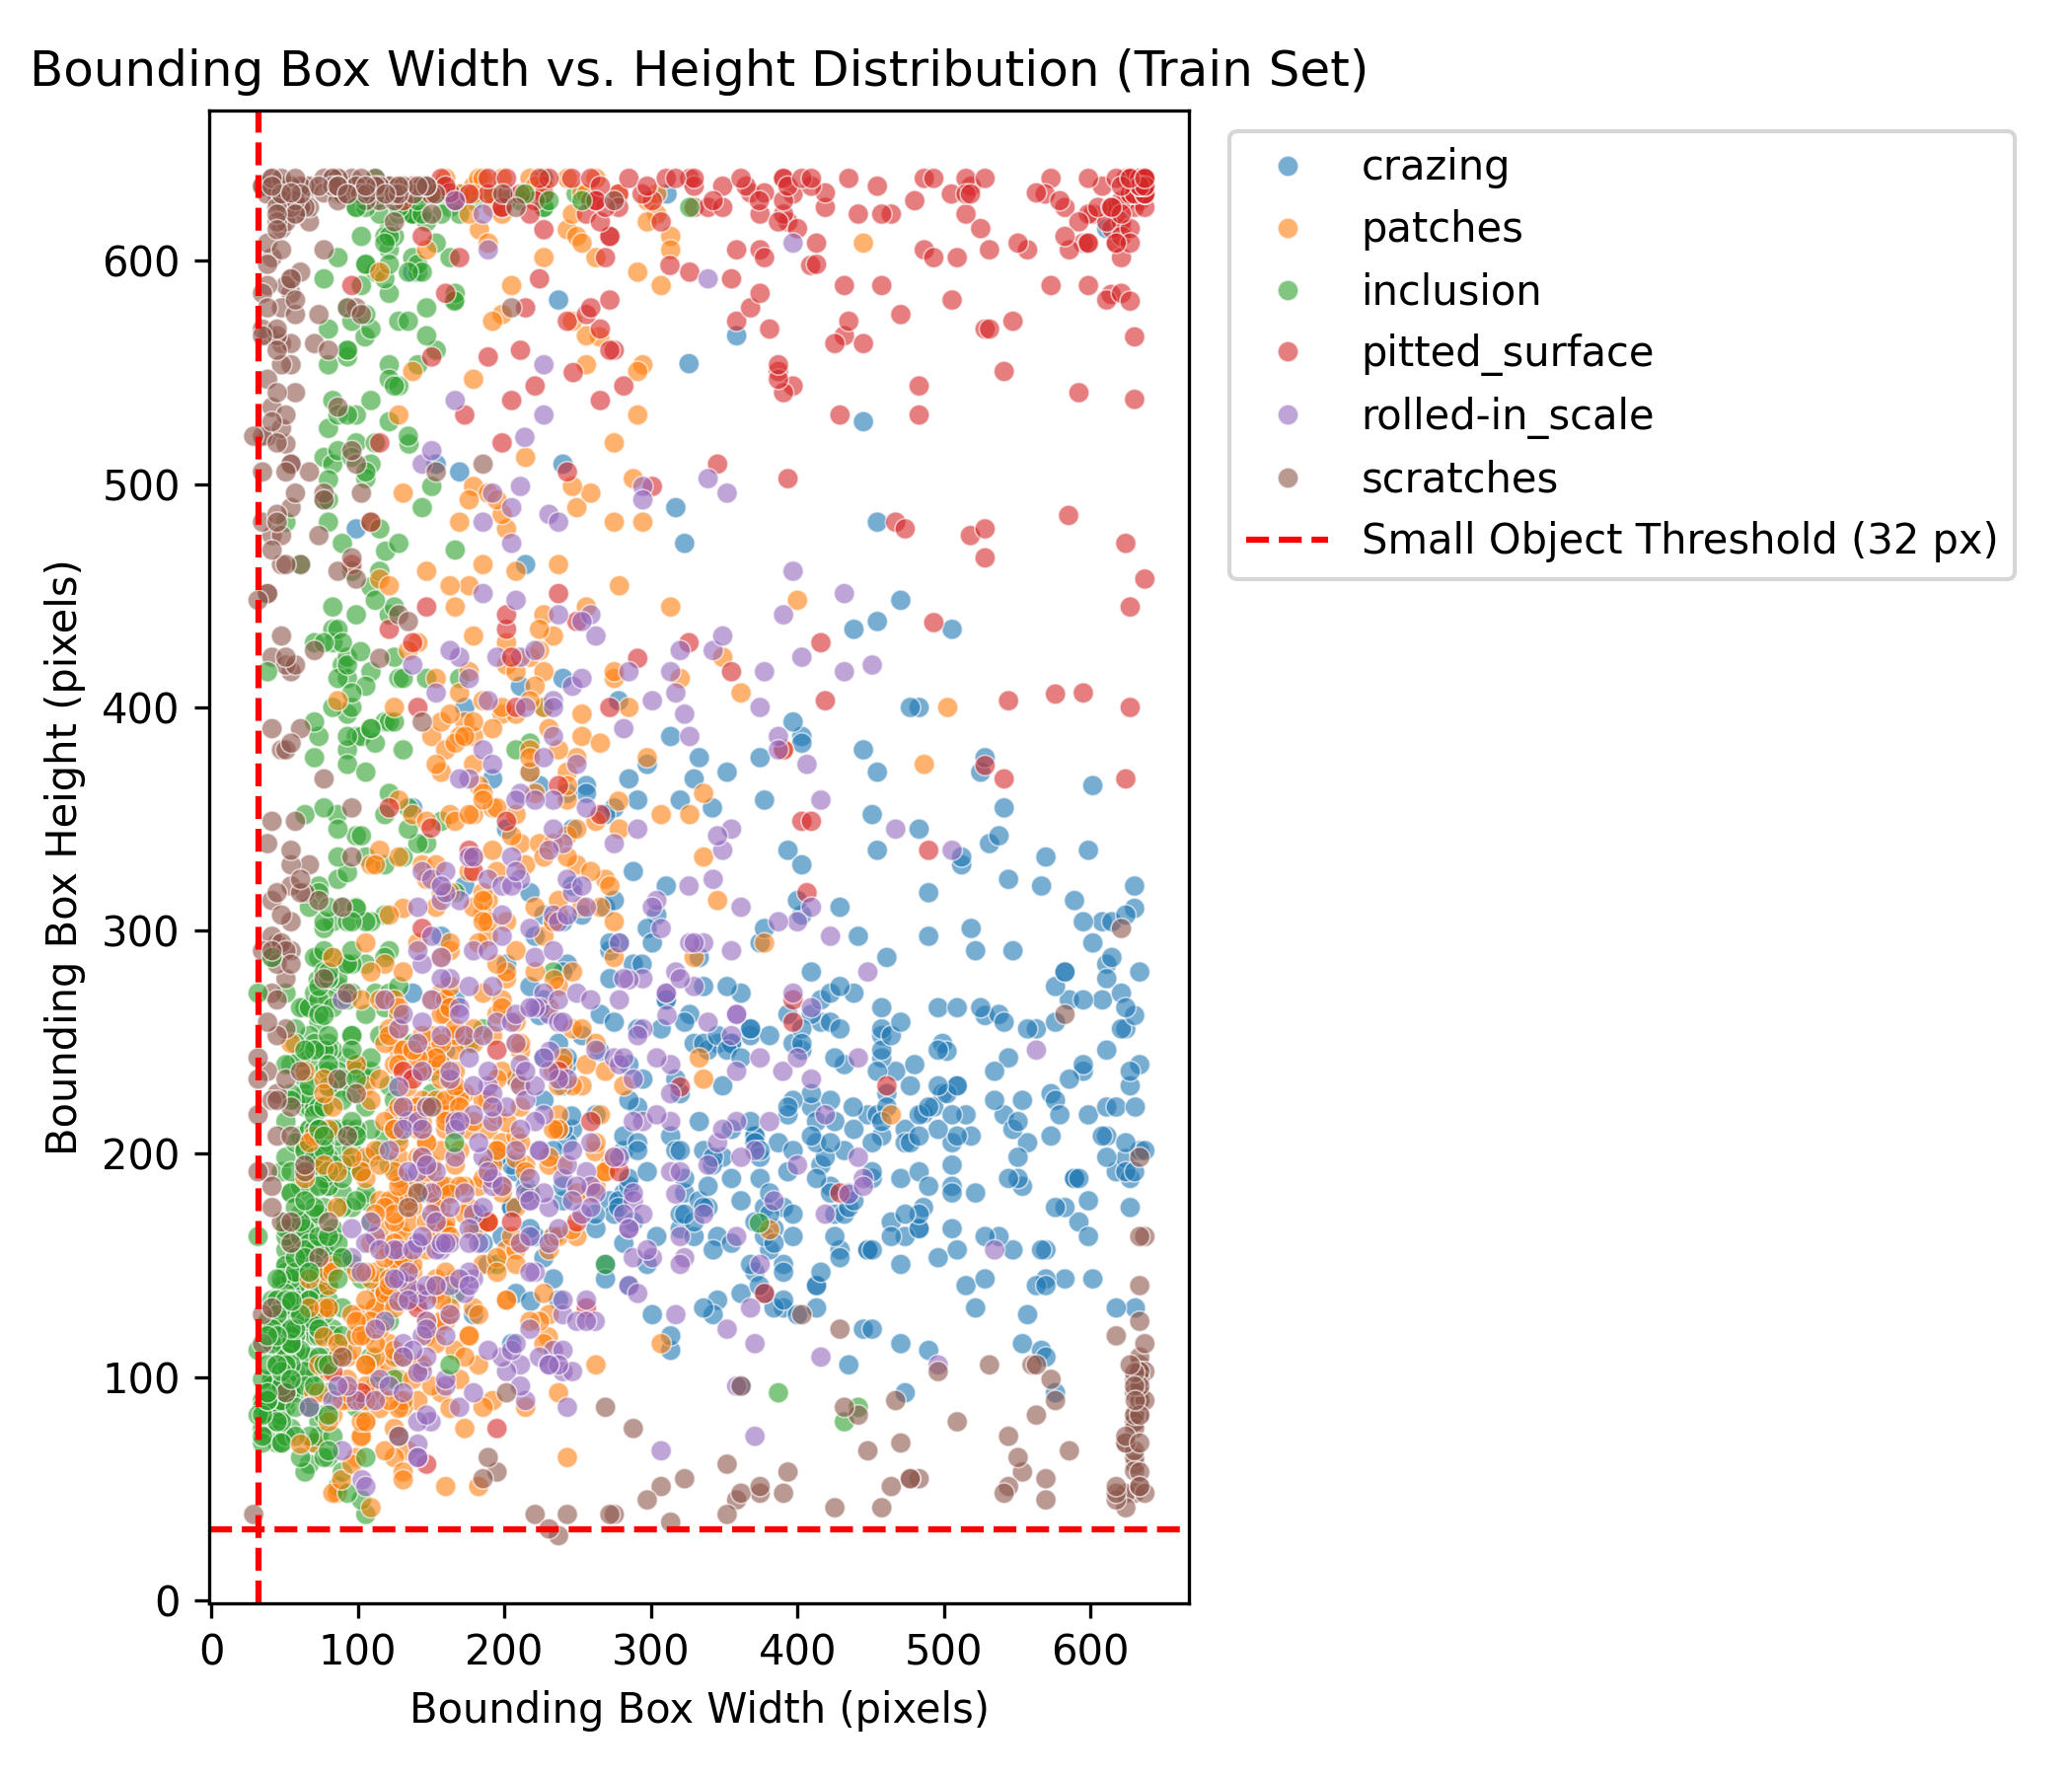 Bounding Box Width vs. Height Distribution (Train Set)
crazing
patches
inclusion
pitted_surface
rolled-in_scale
scratches
Small Object Threshold (32 px)
Bounding Box Height (pixels)
600
500
400
300
200
100
0
0 100 200 300 400 500 600
Bounding Box Width (pixels)